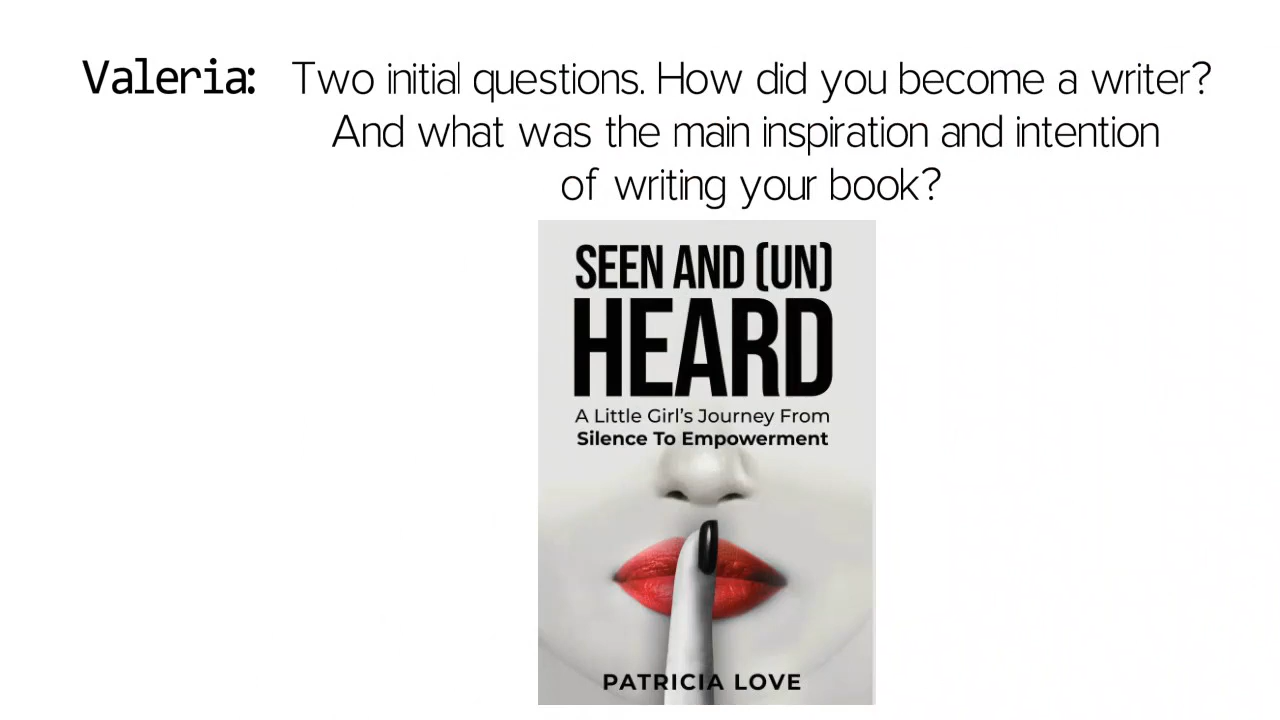 Valeria: Two initial questions. How did you become a writer?
And what was the main inspiration and intention
of writing your book?
SEEN AND (UN)
HEARD
A Little Girl's Journey From
Silence To Empowerment
PATRICIA LOVE